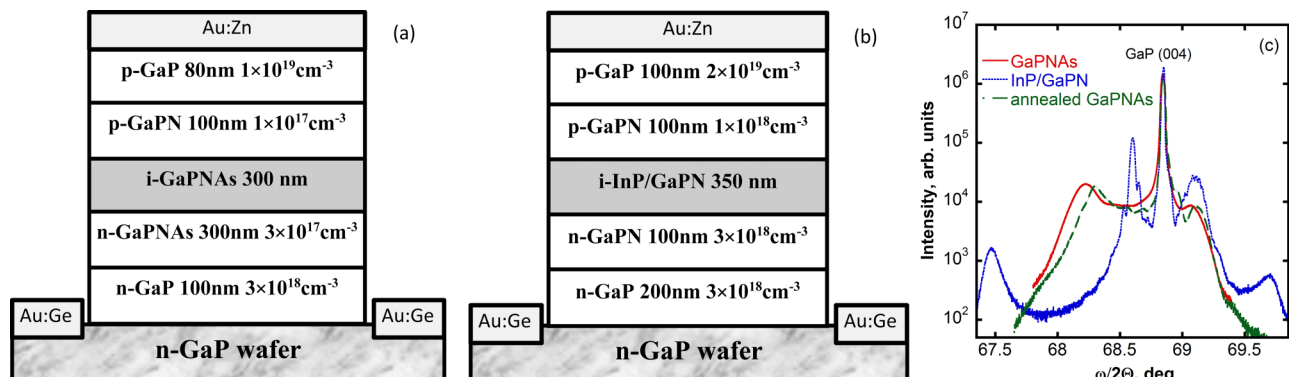 Au:Zn
(a)
p-GaP 80nm 1×10¹⁹cm⁻³
p-GaPN 100nm 1×10¹⁷cm⁻³
i-GaPNAs 300 nm
n-GaPNAs 300nm 3×10¹⁷cm⁻³
n-GaP 100nm 3×10¹⁸cm⁻³
Au:Ge
Au:Ge
n-GaP wafer
Au:Zn
(b)
p-GaP 100nm 2×10¹⁹cm⁻³
p-GaPN 100nm 1×10¹⁸cm⁻³
i-InP/GaPN 350 nm
n-GaPN 100nm 3×10¹⁸cm⁻³
n-GaP 200nm 3×10¹⁸cm⁻³
Au:Ge
Au:Ge
n-GaP wafer
(c)
GaP (004)
GaPNAs
InP/GaPN
annealed GaPNAs
Intensity, arb. units
10⁷
10⁶
10⁵
10⁴
10³
10²
67.5 68 68.5 69 69.5
ω/2Θ, deg